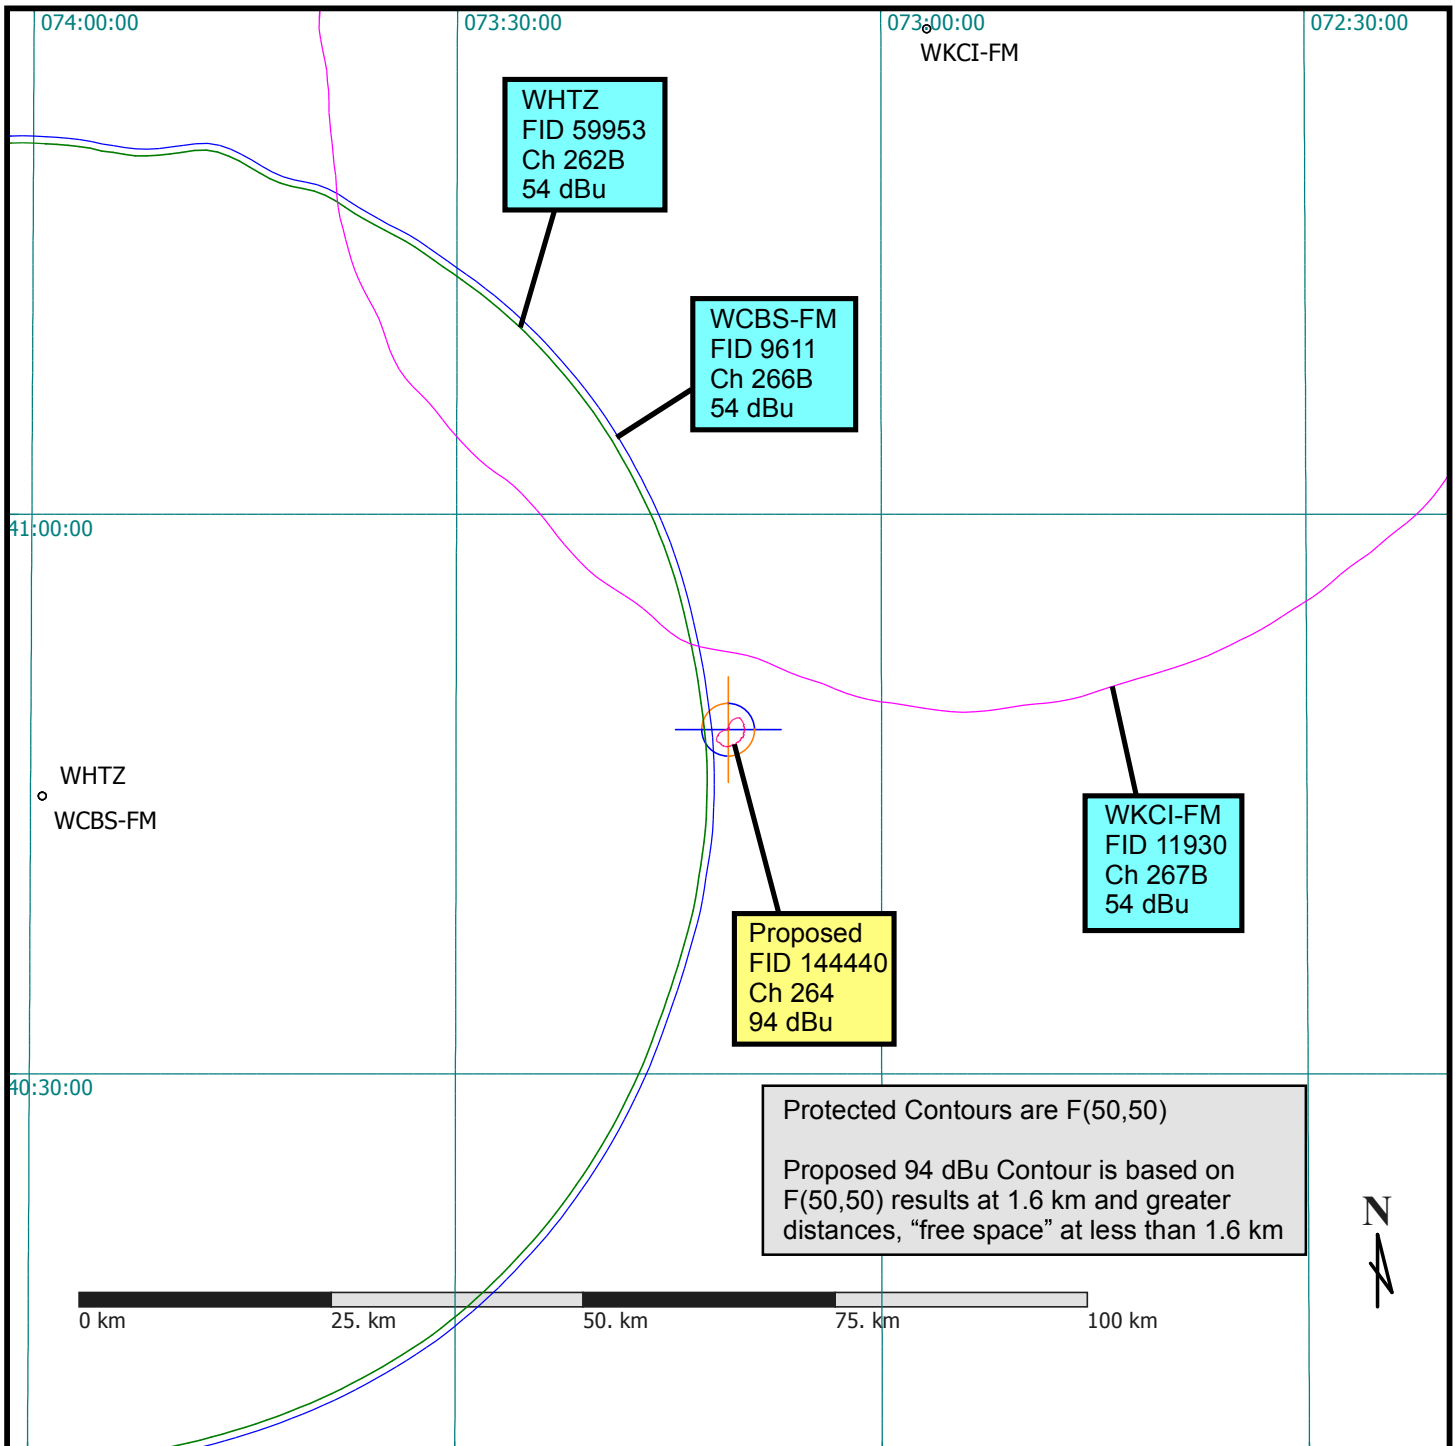 074:00:00
073:30:00
073:00:00
072:30:00
WKCI-FM
WHTZ
FID 59953
Ch 262B
54 dBu
WCBS-FM
FID 9611
Ch 266B
54 dBu
41:00:00
WHTZ
WCBS-FM
WKCI-FM
FID 11930
Ch 267B
54 dBu
Proposed
FID 144440
Ch 264
94 dBu
40:30:00
Protected Contours are F(50,50)
Proposed 94 dBu Contour is based on
F(50,50) results at 1.6 km and greater
distances, “free space” at less than 1.6 km
N
0 km
25. km
50. km
75. km
100 km